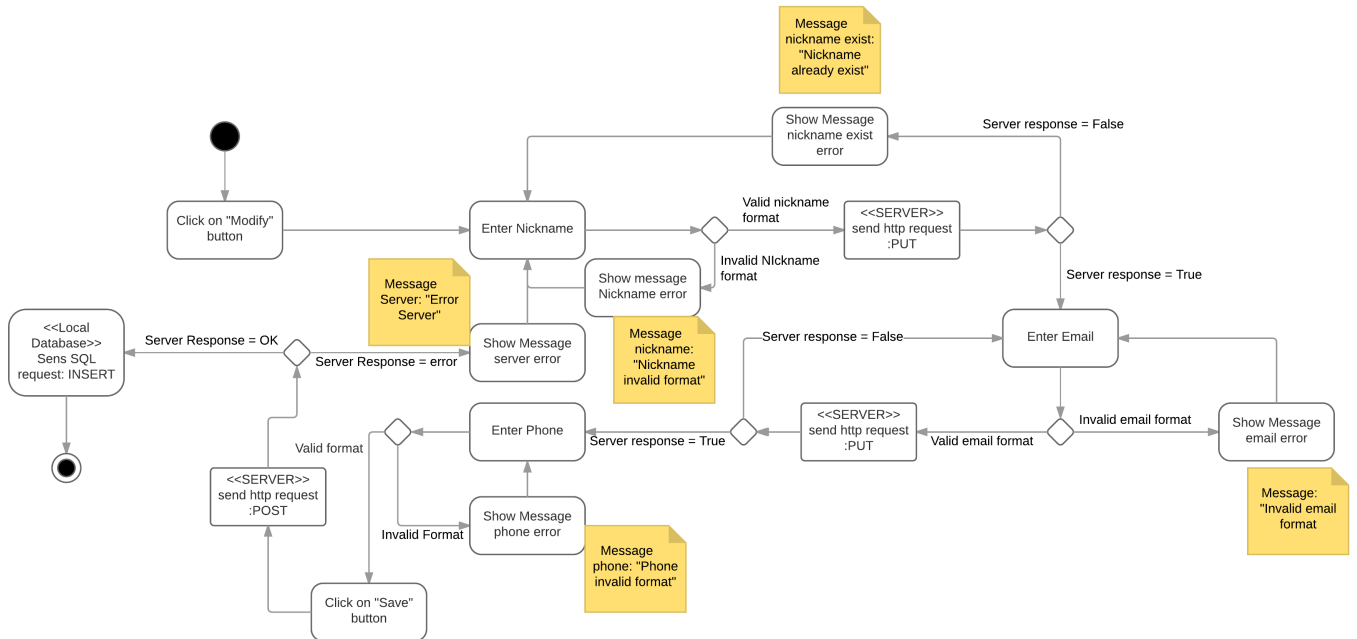 Message
nickname exist:
"Nickname
already exist"
Show Message
nickname exist
error
Server response = False
Click on "Modify"
button
Enter Nickname
Valid nickname
format
<<SERVER>>
send http request
:PUT
Invalid NIckname
format
Show message
Nickname error
Server response = True
Message
Server: "Error
Server"
<<Local
Database>>
Sens SQL
request: INSERT
Server Response = OK
Server Response = error
Show Message
server error
Message
nickname:
"Nickname
invalid format"
Server response = False
Enter Email
Enter Phone
Server response = True
<<SERVER>>
send http request
:PUT
Valid email format
Invalid email format
Show Message
email error
Valid format
<<SERVER>>
send http request
:POST
Invalid Format
Show Message
phone error
Message
phone: "Phone
invalid format"
Message:
"Invalid email
format
Click on "Save"
button